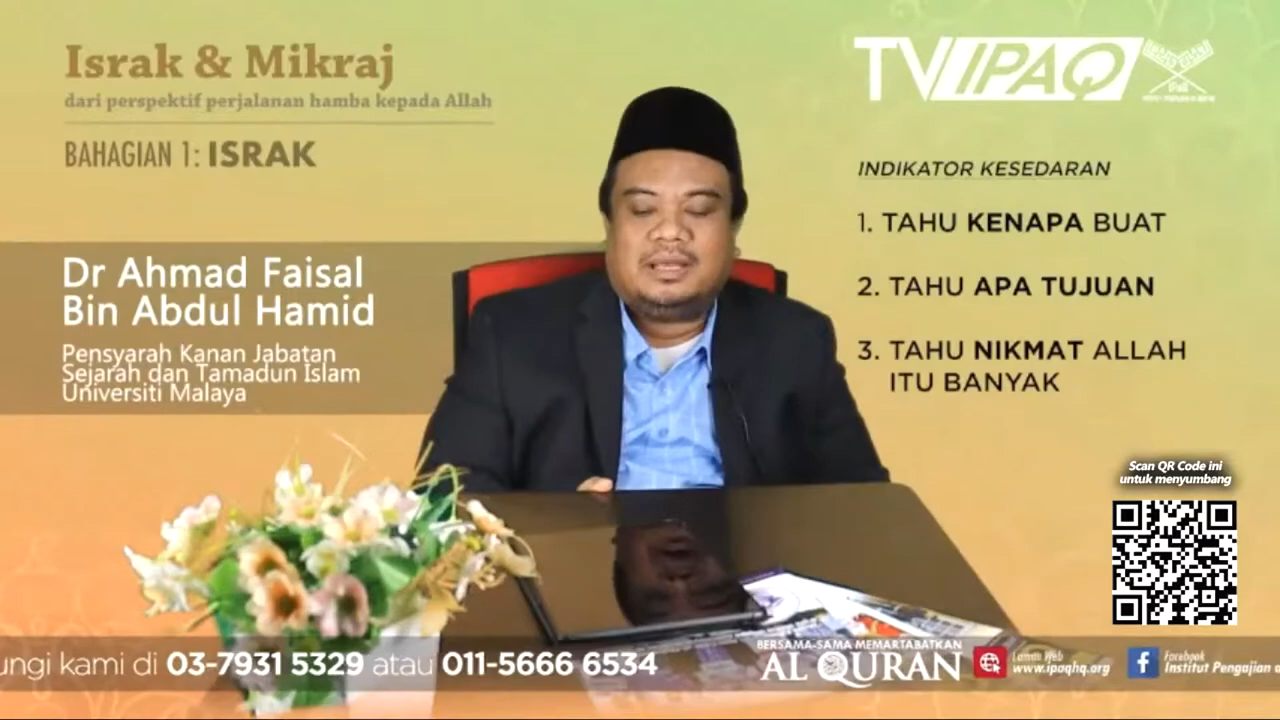 Israk & Mikraj
dari perspektif perjalanan hamba kepada Allah
BAHAGIAN 1: ISRAK
TVIPAQ
INDIKATOR KESEDARAN
1. TAHU KENAPA BUAT
2. TAHU APA TUJUAN
3. TAHU NIKMAT ALLAH
ITU BANYAK
Dr Ahmad Faisal
Bin Abdul Hamid
Pensyarah Kanan Jabatan
Sejarah dan Tamadun Islam
Universiti Malaya
Scan QR Code ini
untuk menyumbang
ungi kami di 03-7931 5329 atau 011-5666 6534
BERSAMA-SAMA MEMARTABATKAN
AL QURAN
Laman Web
www.ipaqhq.org
Facebook
Institut Pengajian a